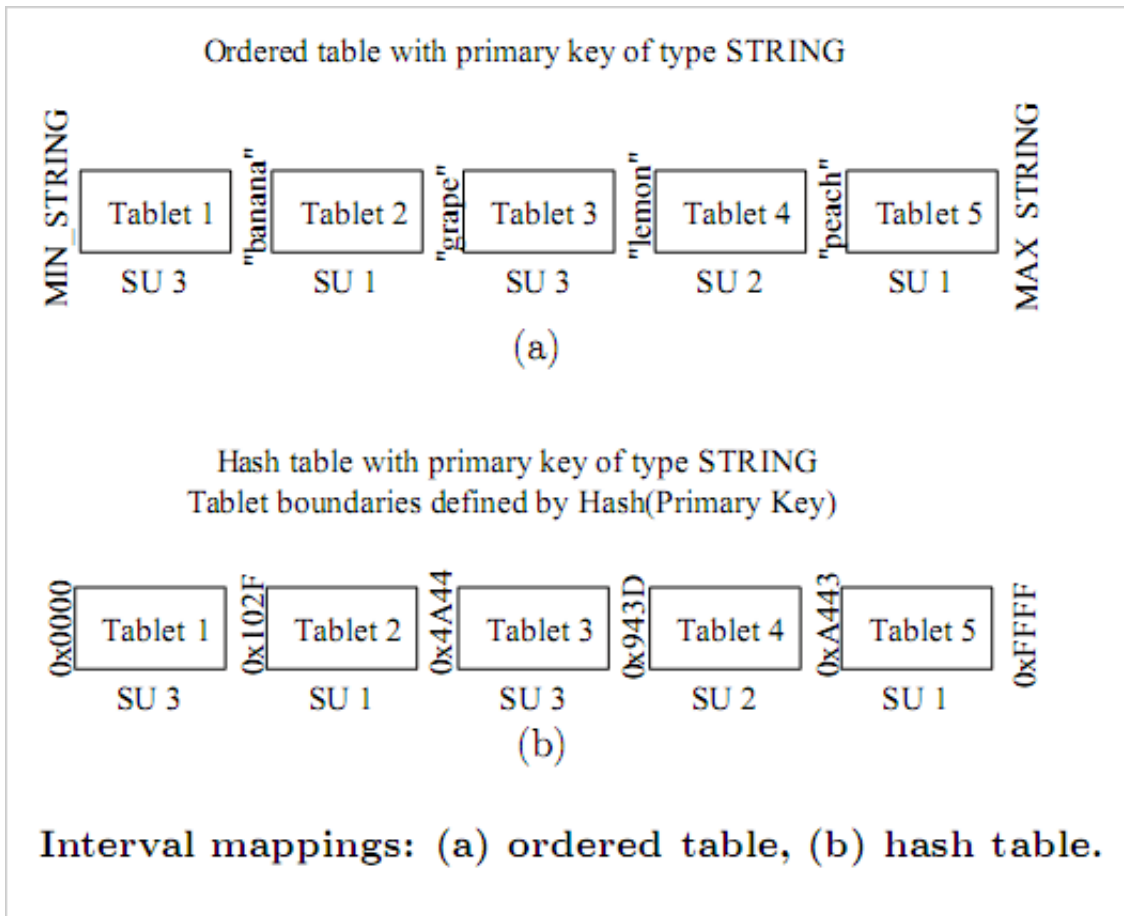 Ordered table with primary key of type STRING
MIN_STRING
Tablet 1
"banana"
Tablet 2
"grape"
Tablet 3
"lemon"
Tablet 4
"peach"
Tablet 5
MAX STRING
SU 3
SU 1
SU 3
SU 2
SU 1
(a)
Hash table with primary key of type STRING
Tablet boundaries defined by Hash(Primary Key)
0x0000
Tablet 1
0x102F
Tablet 2
0x4A44
Tablet 3
0x943D
Tablet 4
0xA443
Tablet 5
0xFFFF
SU 3
SU 1
SU 3
SU 2
SU 1
(b)
Interval mappings: (a) ordered table, (b) hash table.